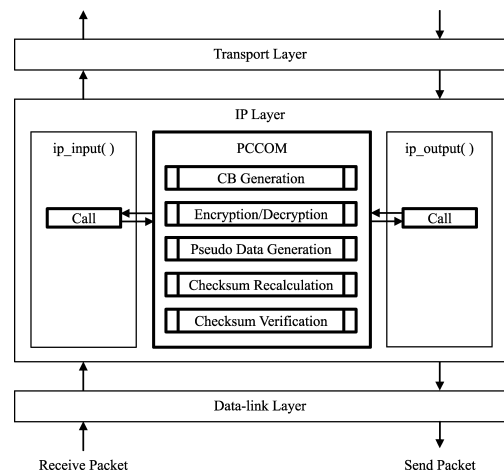 Transport Layer
IP Layer
ip_input( )
PCCOM
ip_output( )
CB Generation
Call
Encryption/Decryption
Call
Pseudo Data Generation
Checksum Recalculation
Checksum Verification
Data-link Layer
Receive Packet
Send Packet